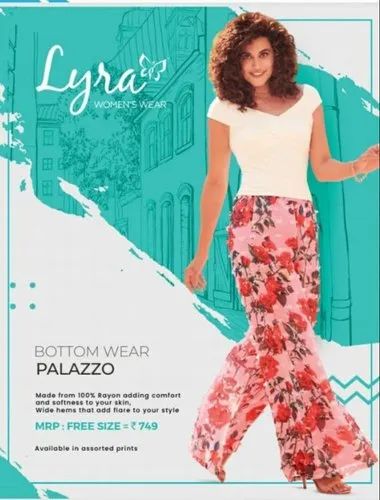 Lyra
WOMEN'S WEAR
BOTTOM WEAR
PALAZZO
Made from 100% Rayon adding comfort
and softness to your skin,
Wide hems that add flare to your style
MRP : FREE SIZE = ₹ 749
Available in assorted prints